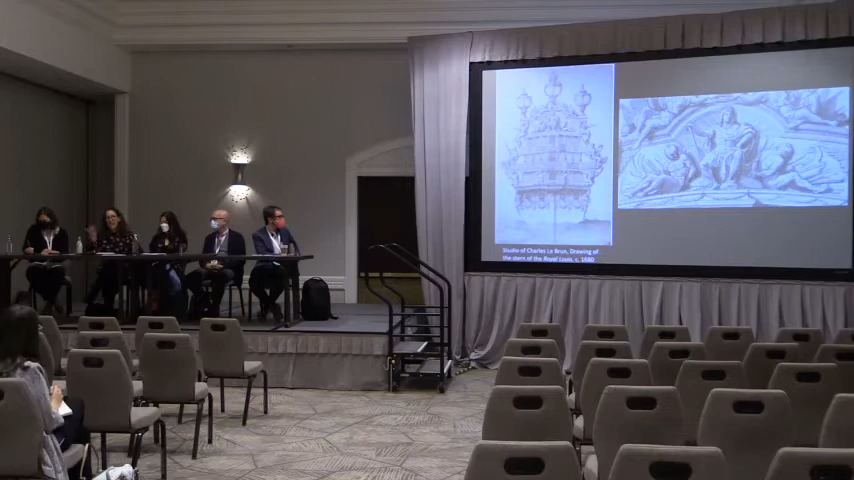 Studio of Charles Le Brun, Drawing of
the stern of the Royal Louis, c. 1680